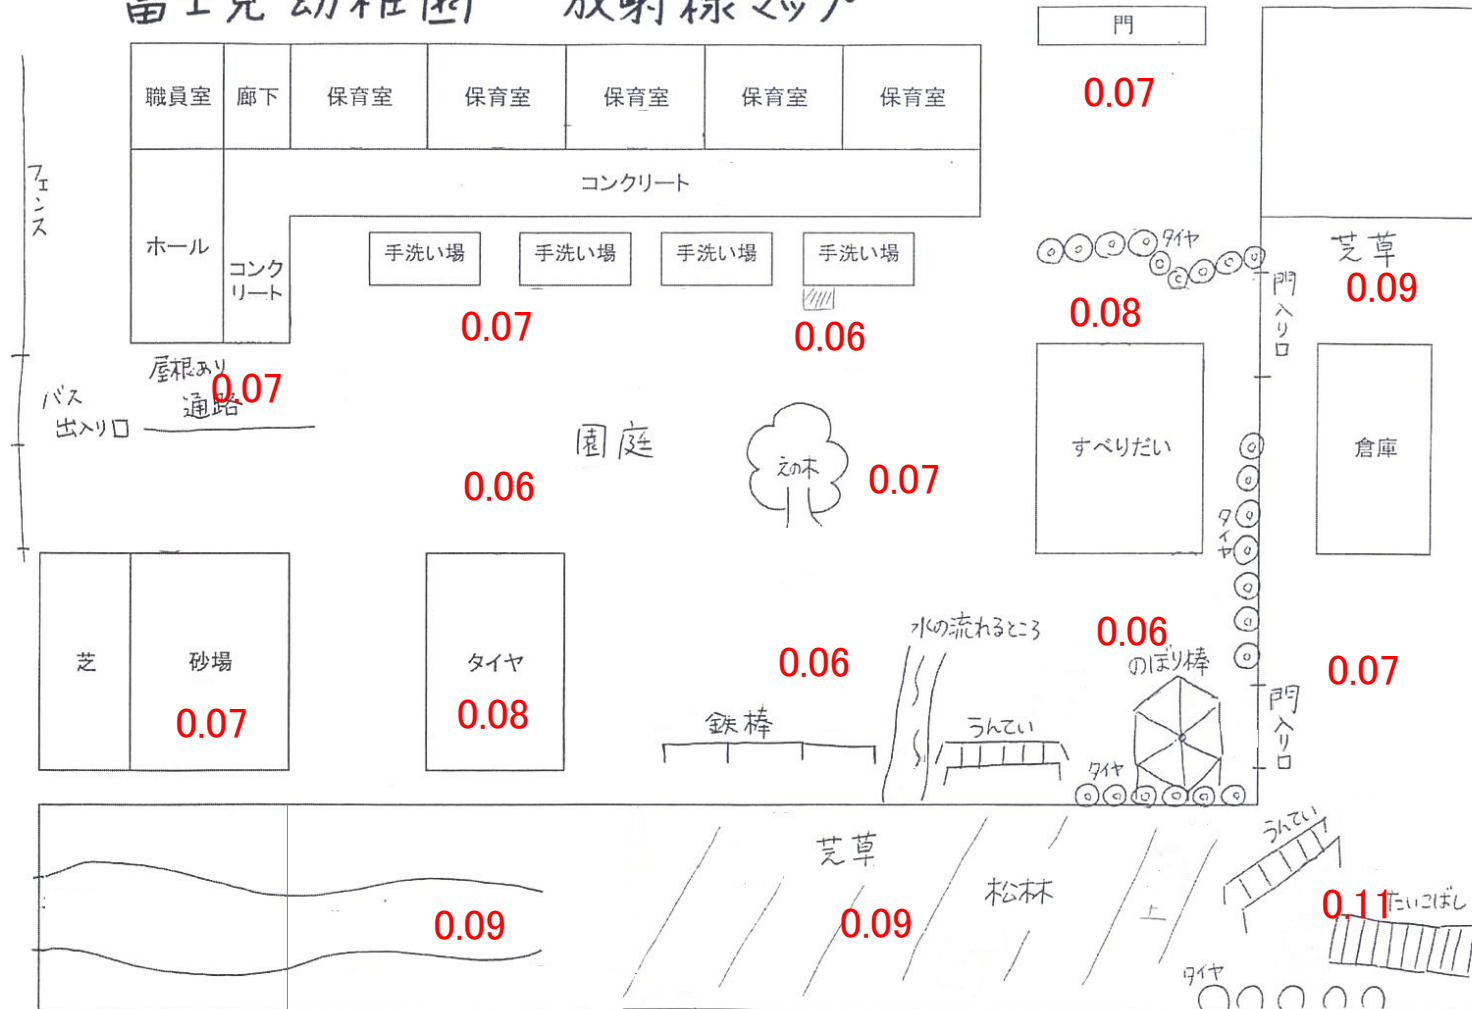 富士見幼稚園 放射線マップ
門
0.07
職員室
廊下
保育室
保育室
保育室
保育室
保育室
コンクリート
フェンス
ホール
コンク
リート
手洗い場
手洗い場
手洗い場
手洗い場
タイヤ
芝草
0.09
門入り口
0.07
0.06
0.08
屋根あり
通路
0.07
バス
出入り口
園庭
えの木
0.06
0.07
すべりだい
倉庫
タイヤ
芝
砂場
0.07
タイヤ
0.08
0.06
水の流れるところ
0.06
のぼり棒
0.07
門入り口
鉄棒
うんてい
タイヤ
0.09
芝草
0.09
松林
上
うんてい
0.11
たいこばし
タイヤ